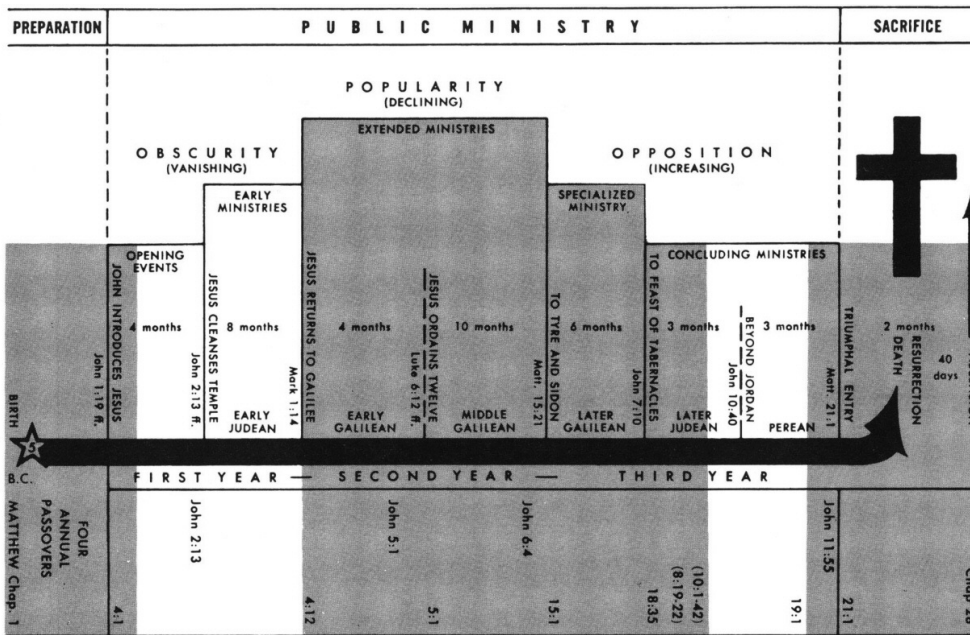 PREPARATION
PUBLIC MINISTRY
SACRIFICE
POPULARITY
(DECLINING)
EXTENDED MINISTRIES
OBSCURITY
(VANISHING)
OPPOSITION
(INCREASING)
EARLY
MINISTRIES
SPECIALIZED
MINISTRY
OPENING
EVENTS
CONCLUDING MINISTRIES
JOHN INTRODUCES JESUS
John 1:19 ff.
4 months
JESUS CLEANSES TEMPLE
John 2:13 ff.
8 months
EARLY
JUDEAN
JESUS RETURNS TO GALILEE
Mark 1:14
4 months
EARLY
GALILEAN
JESUS ORDAINS TWELVE
Luke 6:12 ff.
10 months
MIDDLE
GALILEAN
TO TYRE AND SIDON
Matt. 15:21
6 months
LATER
GALILEAN
TO FEAST OF TABERNACLES
John 7:10
3 months
LATER
JUDEAN
BEYOND JORDAN
John 10:40
3 months
PEREAN
TRIUMPHAL ENTRY
Matt. 21:1
2 months
RESURRECTION
DEATH
40
days
BIRTH
5
B.C.
FIRST YEAR — SECOND YEAR — THIRD YEAR
FOUR
ANNUAL
PASSOVERS
John 2:13
John 5:1
John 6:4
John 11:55
MATTHEW Chap. 1
4:1
4:12
5:1
15:1
18:35
(8:19-22)
(10:1-42)
19:1
21:1